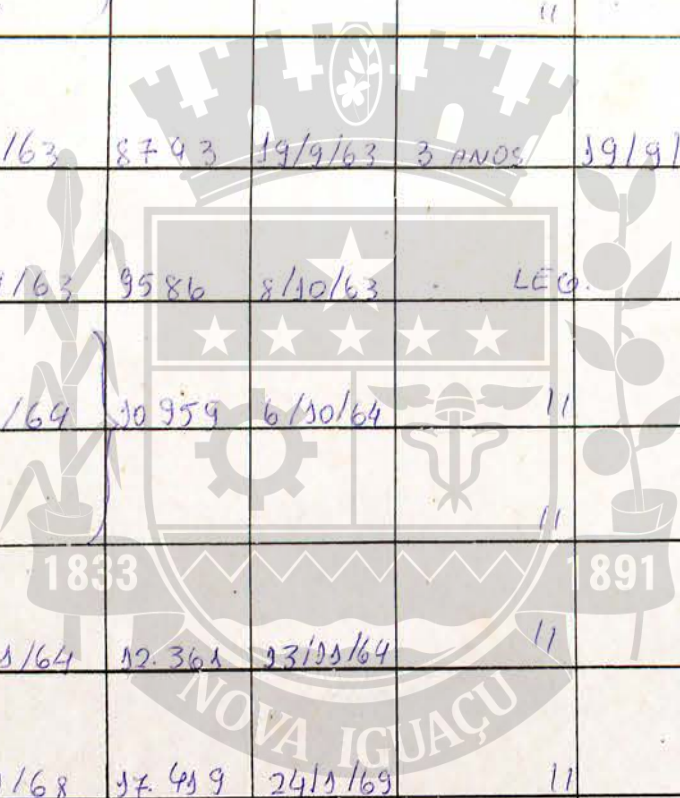 11
/63 8743 19/9/63 3 ANOS 19/9/
/63 9586 8/10/63 LEG.
/64 10959 6/10/64 11
11
1833 1891
1/64 12.361 13/11/64 11
NOVA IGUAÇU
/68 17.419 24/1/69 11